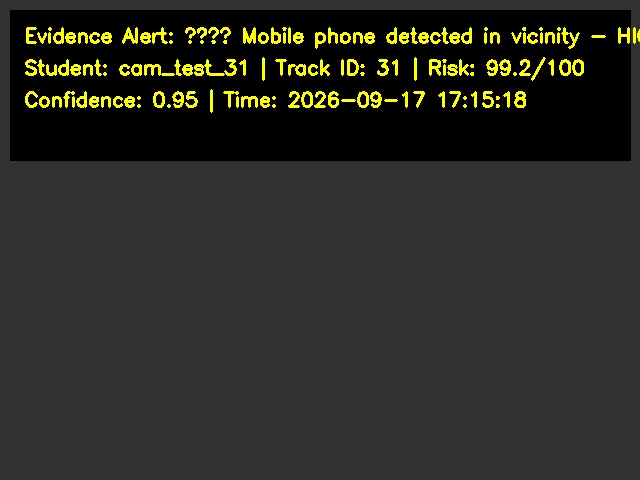 Evidence Alert: ???? Mobile phone detected in vicinity - 
Student: cam_test_31 | Track ID: 31 | Risk: 99.2/100
Confidence: 0.95 | Time: 2026-09-17 17:15:18